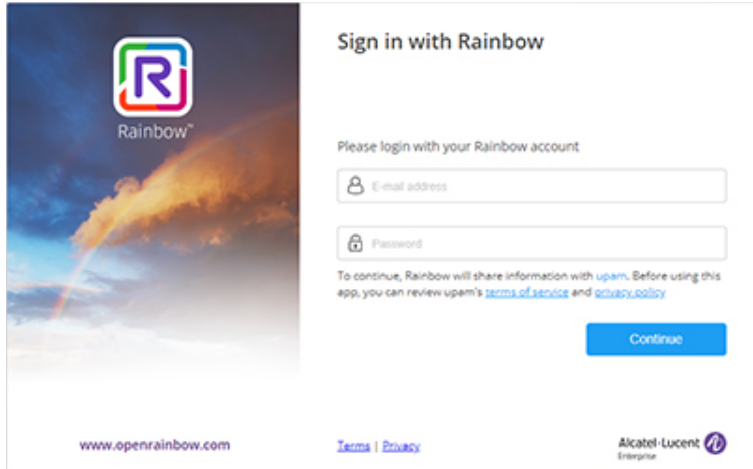 R
Rainbow™
www.openrainbow.com
Sign in with Rainbow
Please login with your Rainbow account
E-mail address
Password
To continue, Rainbow will share information with upam. Before using this
app, you can review upam's terms of service and privacy policy
Continue
Terms | Privacy
Alcatel·Lucent
Enterprise